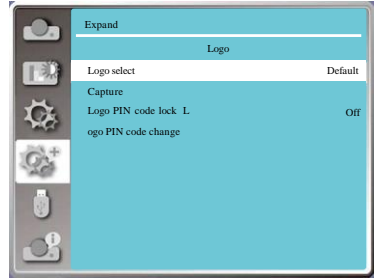 Expand
Logo
Logo select Default
Capture
Logo PIN code lock L Off
ogo PIN code change